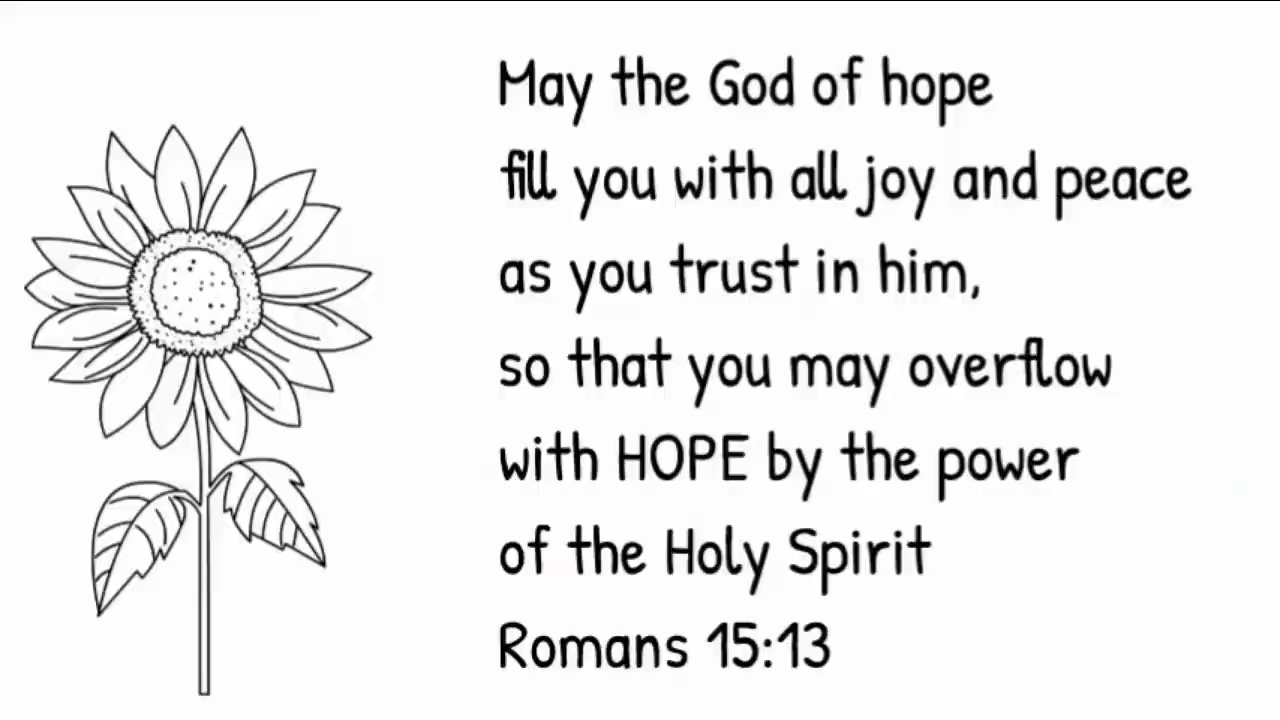 May the God of hope
fill you with all joy and peace
as you trust in him,
so that you may overflow
with HOPE by the power
of the Holy Spirit
Romans 15:13